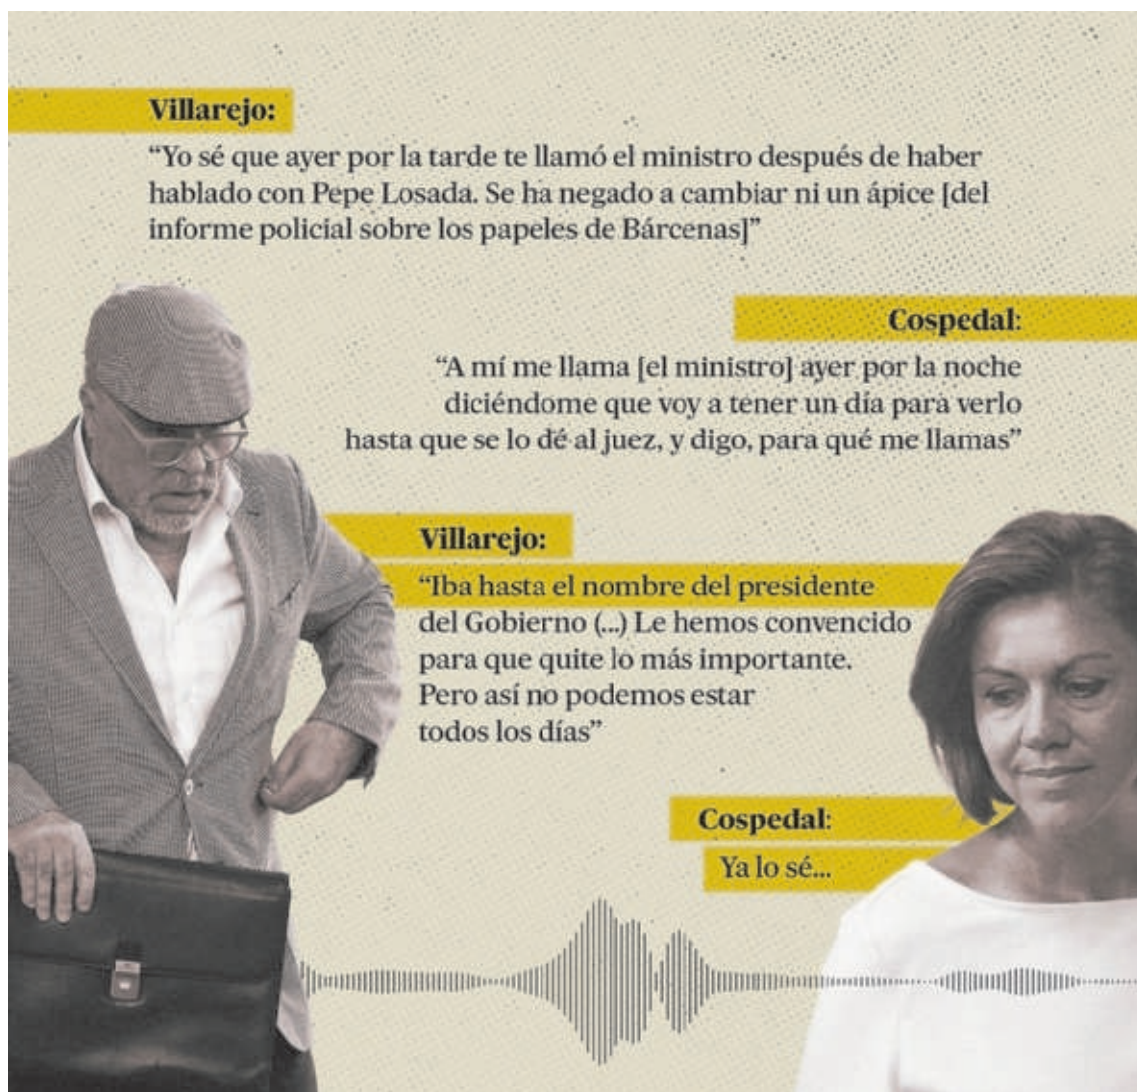 Villarejo:
“Yo sé que ayer por la tarde te llamó el ministro después de haber
hablado con Pepe Losada. Se ha negado a cambiar ni un ápice [del
informe policial sobre los papeles de Bárcenas]”
Cospedal:
“A mí me llama [el ministro] ayer por la noche
diciéndome que voy a tener un día para verlo
hasta que se lo dé al juez, y digo, para qué me llamas”
Villarejo:
“Iba hasta el nombre del presidente
del Gobierno (...) Le hemos convencido
para que quite lo más importante.
Pero así no podemos estar
todos los días”
Cospedal:
Ya lo sé...